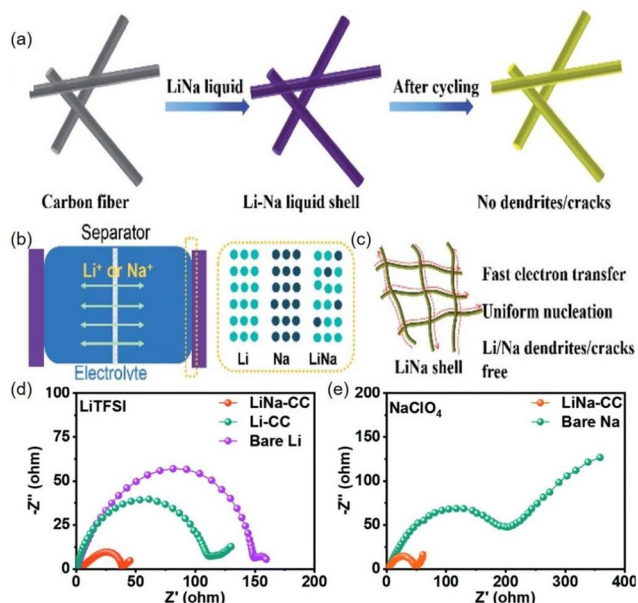 (a)
LiNa liquid
After cycling
Carbon fiber
Li-Na liquid shell
No dendrites/cracks
(b)
Separator
Li⁺ or Na⁺
Electrolyte
Li
Na
LiNa
(c)
Fast electron transfer
Uniform nucleation
Li/Na dendrites/cracks
free
LiNa shell
(d)
LiTFSI
LiNa-CC
Li-CC
Bare Li
-Z'' (ohm)
100
75
50
25
0
0
50
100
150
200
Z' (ohm)
(e)
NaClO₄
LiNa-CC
Bare Na
-Z'' (ohm)
200
150
100
50
0
0
100
200
300
400
Z' (ohm)